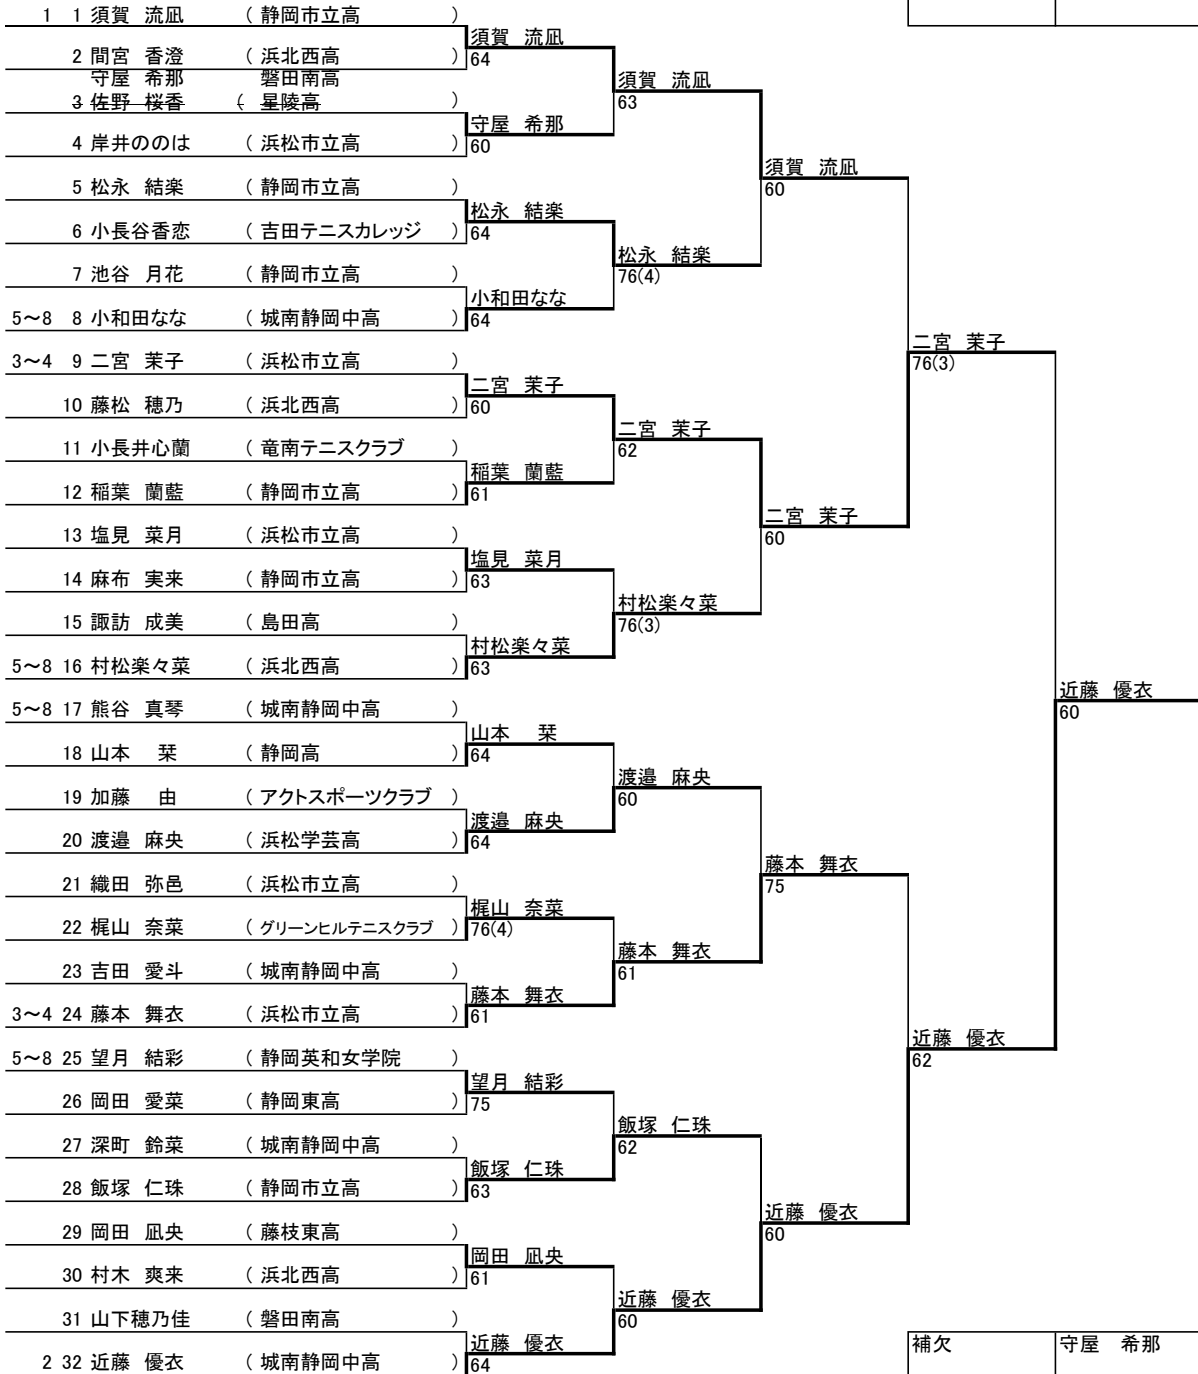 1 1 須賀 流凪 ( 静岡市立高 )
須賀 流凪
2 間宮 香澄 ( 浜北西高 ) 64
守屋 希那 磐田南高
須賀 流凪
3 佐野 桜香 ( 星陵高 ) 63
守屋 希那
4 岸井ののは ( 浜松市立高 ) 60
須賀 流凪
5 松永 結楽 ( 静岡市立高 ) 60
松永 結楽
6 小長谷香恋 ( 吉田テニスカレッジ ) 64
松永 結楽
7 池谷 月花 ( 静岡市立高 ) 76(4)
小和田なな
5～8 8 小和田なな ( 城南静岡中高 ) 64
二宮 茉子
3～4 9 二宮 茉子 ( 浜松市立高 ) 76(3)
二宮 茉子
10 藤松 穂乃 ( 浜北西高 ) 60
二宮 茉子
11 小長井心蘭 ( 竜南テニスクラブ ) 62
稲葉 蘭藍
12 稲葉 蘭藍 ( 静岡市立高 ) 61
二宮 茉子
13 塩見 菜月 ( 浜松市立高 ) 60
塩見 菜月
14 麻布 実来 ( 静岡市立高 ) 63
村松楽々菜
15 諏訪 成美 ( 島田高 ) 76(3)
村松楽々菜
5～8 16 村松楽々菜 ( 浜北西高 ) 63
近藤 優衣
5～8 17 熊谷 真琴 ( 城南静岡中高 ) 60
山本 栞
18 山本 栞 ( 静岡高 ) 64
渡邉 麻央
19 加藤 由 ( アクトスポーツクラブ ) 60
渡邉 麻央
20 渡邉 麻央 ( 浜松学芸高 ) 64
藤本 舞衣
21 織田 弥邑 ( 浜松市立高 ) 75
梶山 奈菜
22 梶山 奈菜 ( グリーンヒルテニスクラブ ) 76(4)
藤本 舞衣
23 吉田 愛斗 ( 城南静岡中高 ) 61
藤本 舞衣
3～4 24 藤本 舞衣 ( 浜松市立高 ) 61
近藤 優衣
5～8 25 望月 結彩 ( 静岡英和女学院 ) 62
望月 結彩
26 岡田 愛菜 ( 静岡東高 ) 75
飯塚 仁珠
27 深町 鈴菜 ( 城南静岡中高 ) 62
飯塚 仁珠
28 飯塚 仁珠 ( 静岡市立高 ) 63
近藤 優衣
29 岡田 凪央 ( 藤枝東高 ) 60
岡田 凪央
30 村木 爽来 ( 浜北西高 ) 61
近藤 優衣
31 山下穂乃佳 ( 磐田南高 ) 60
近藤 優衣 補欠 守屋 希那
2 32 近藤 優衣 ( 城南静岡中高 ) 64